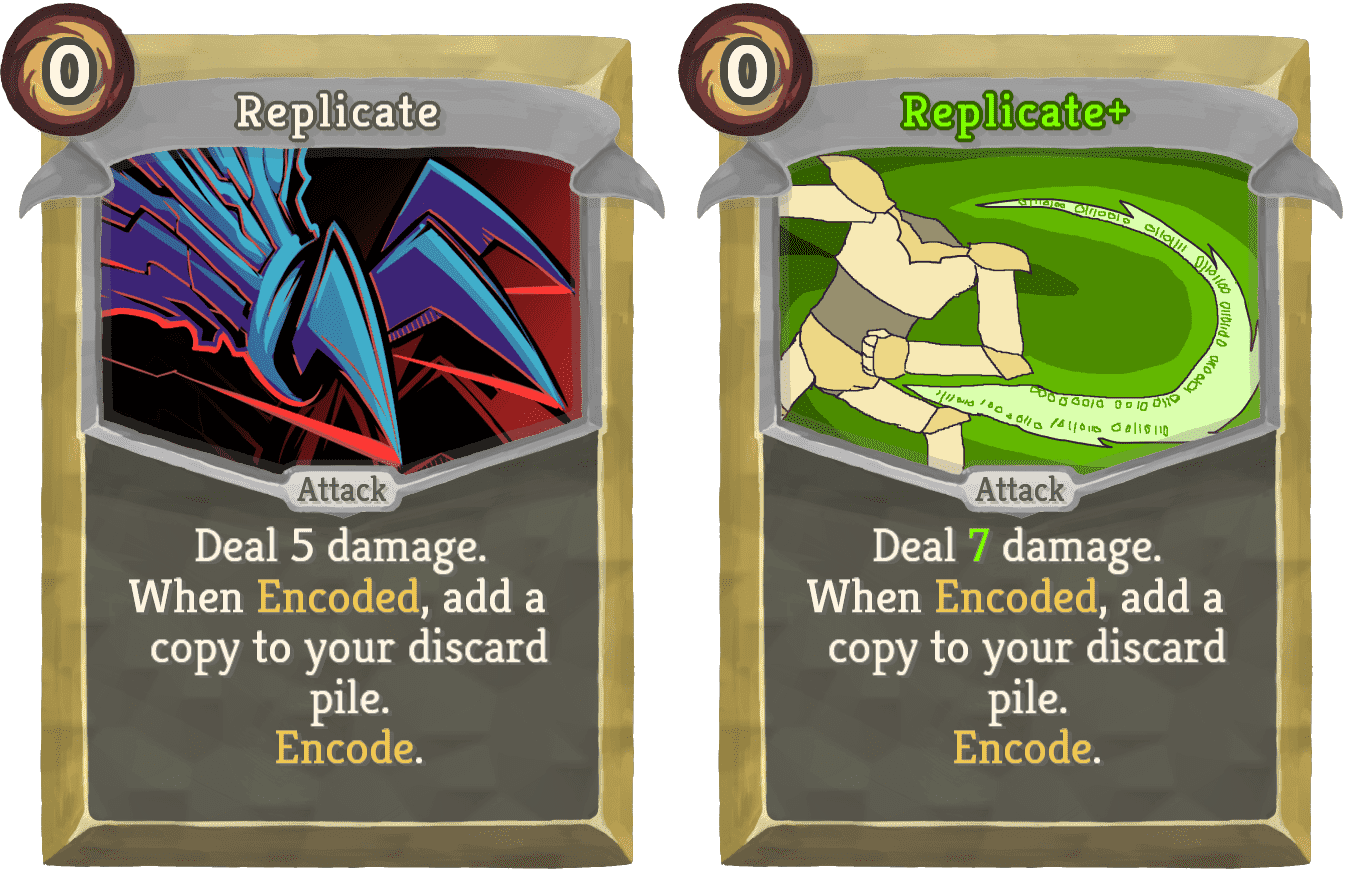 0
Replicate
Attack
Deal 5 damage.
When Encoded, add a
copy to your discard
pile.
Encode.
0
Replicate+
Attack
Deal 7 damage.
When Encoded, add a
copy to your discard
pile.
Encode.